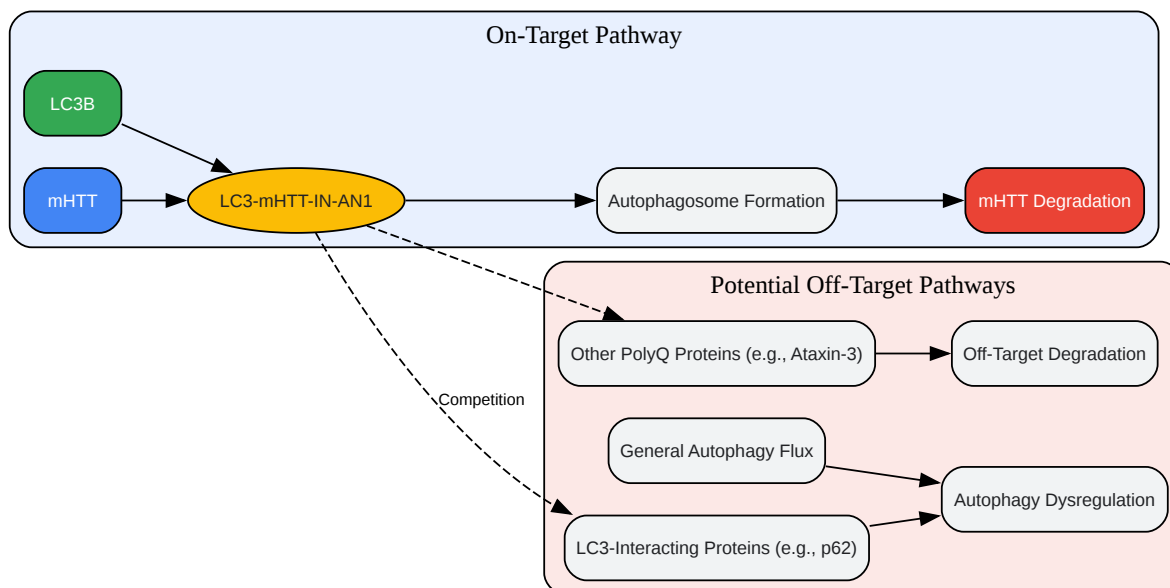 On-Target Pathway
LC3B
mHTT
LC3-mHTT-IN-AN1
Autophagosome Formation
mHTT Degradation
Potential Off-Target Pathways
Other PolyQ Proteins (e.g., Ataxin-3)
Off-Target Degradation
Competition
General Autophagy Flux
Autophagy Dysregulation
LC3-Interacting Proteins (e.g., p62)